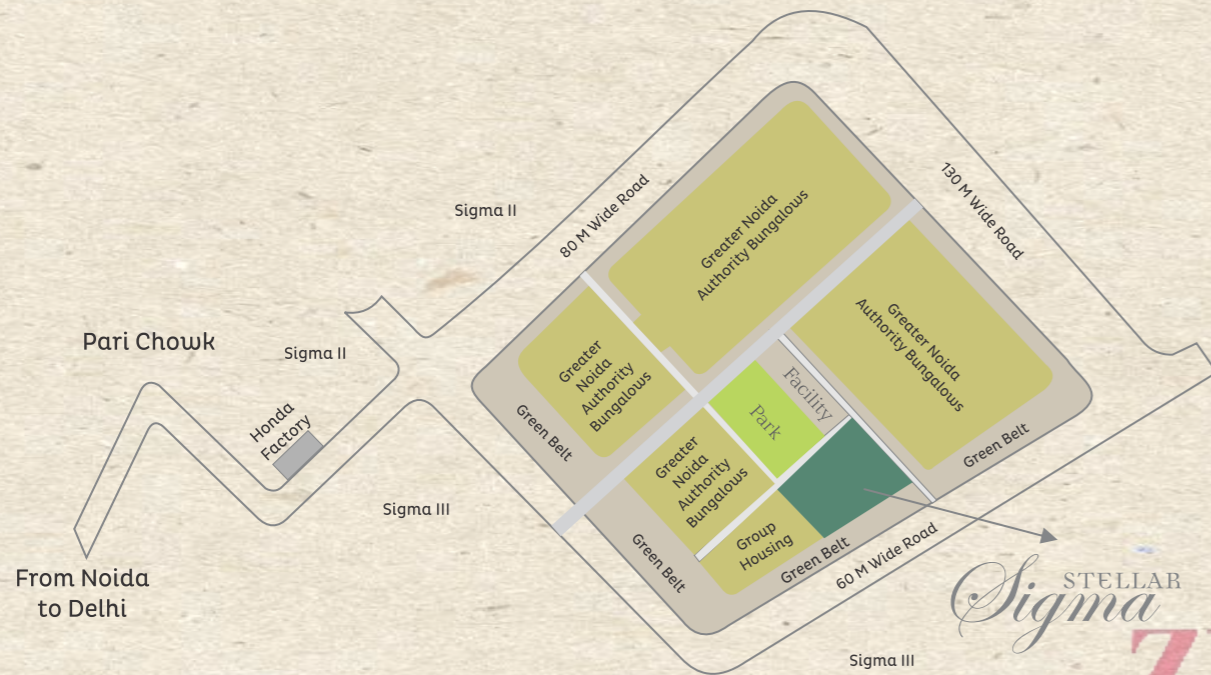 Sigma II
80 M Wide Road
130 M Wide Road
Greater Noida
Authority Bungalows
Pari Chowk
Sigma II
Honda
Factory
Greater
Noida
Authority
Bungalows
Greater Noida
Authority Bungalows
Park
Facility
Green Belt
Greater
Noida
Authority
Bungalows
Green Belt
Sigma III
Group
Housing
Green Belt
Green Belt
60 M Wide Road
From Noida
to Delhi
STELLAR
Sigma
Sigma III